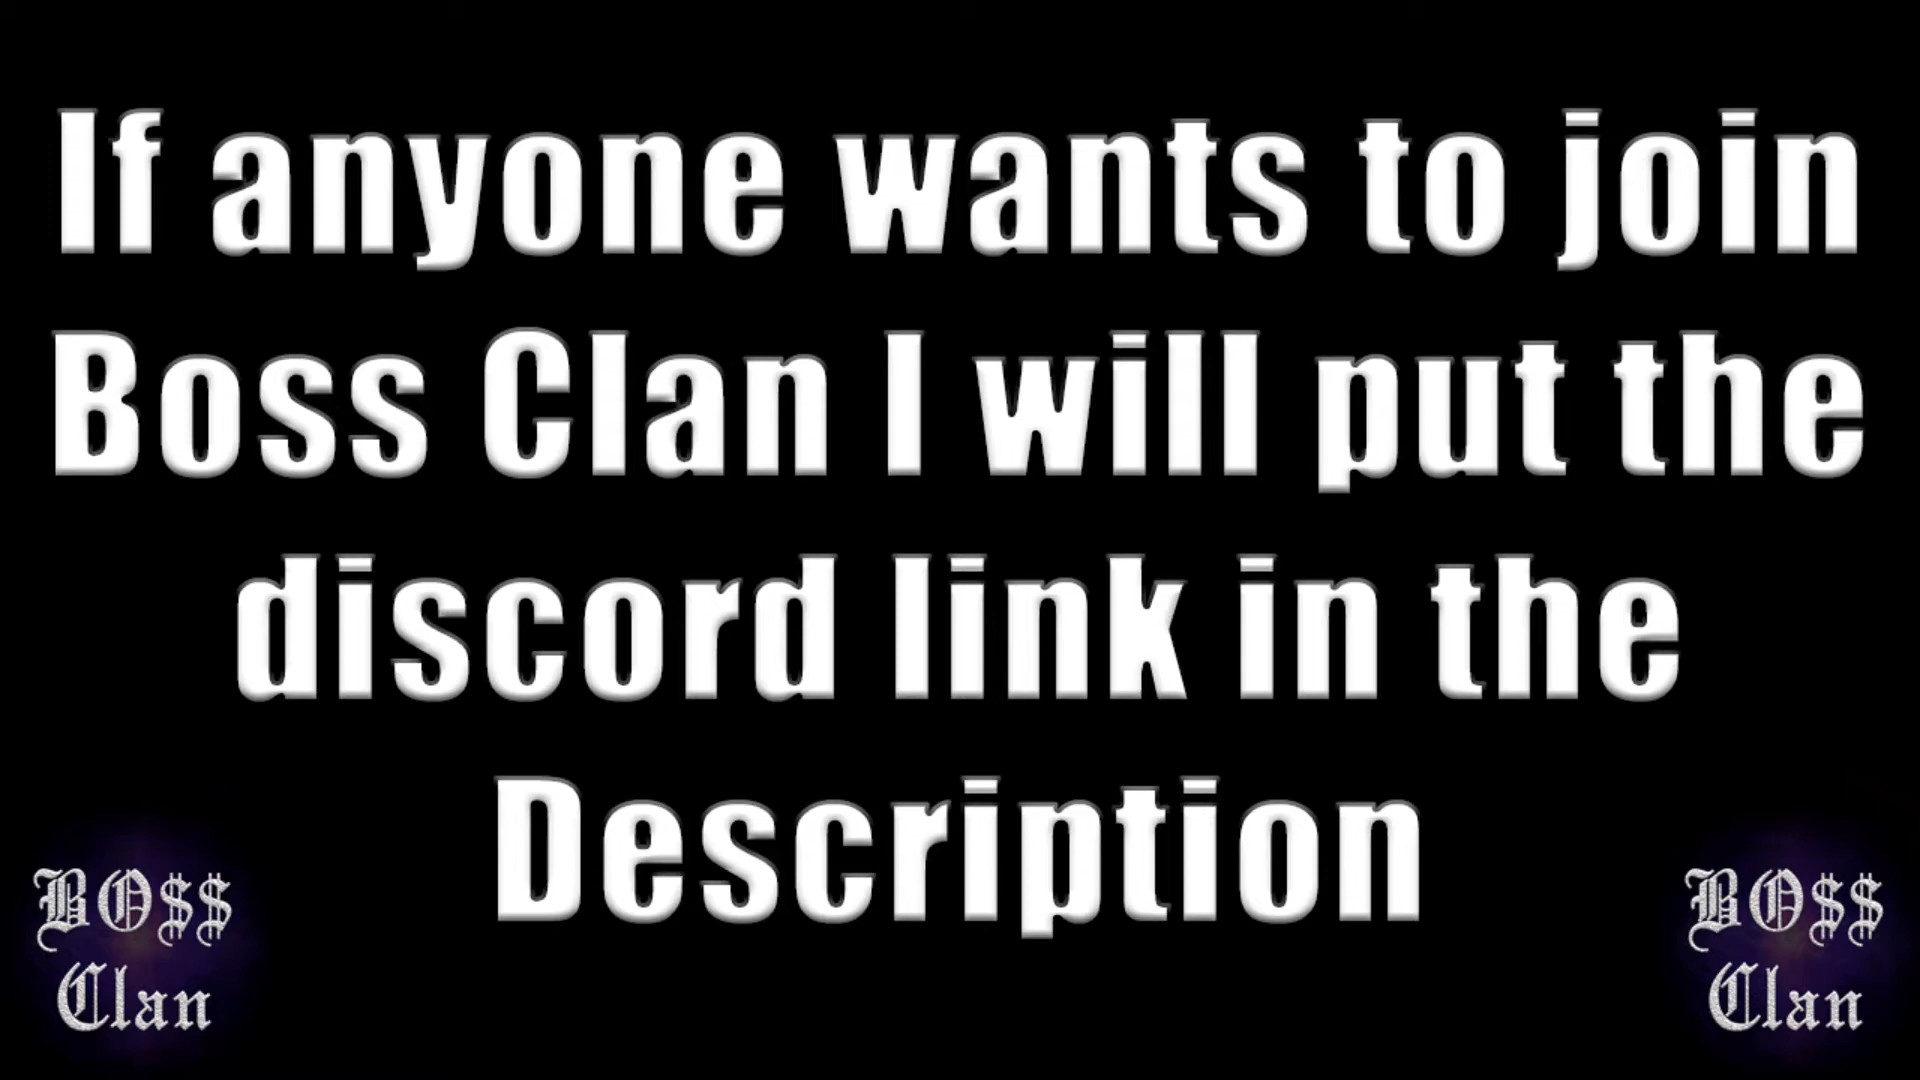 If anyone wants to join
Boss Clan I will put the
discord link in the
Description
BO$$
Clan
BO$$
Clan